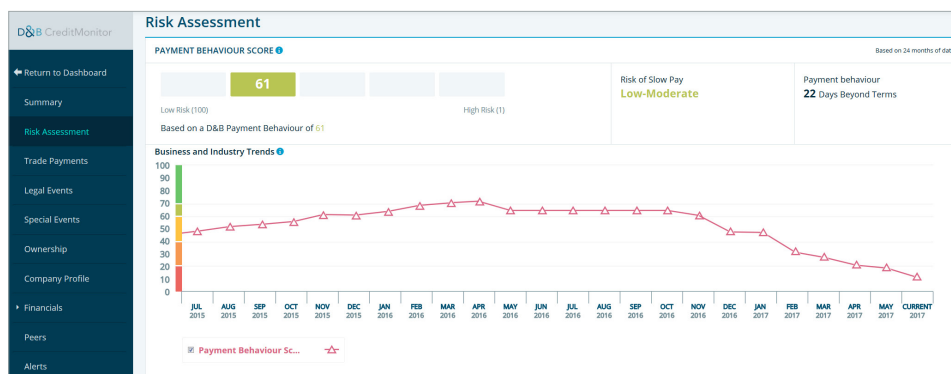 D&B CreditMonitor
Return to Dashboard
Summary
Risk Assessment
Trade Payments
Legal Events
Special Events
Ownership
Company Profile
Financials
Peers
Alerts
Risk Assessment
PAYMENT BEHAVIOUR SCORE
Based on 24 months of dat
61
Low Risk (100) High Risk (1)
Based on a D&B Payment Behaviour of 61
Risk of Slow Pay
Low-Moderate
Payment behaviour
22 Days Beyond Terms
Business and Industry Trends
100
90
80
70
60
50
40
30
20
10
0
JUL AUG SEP OCT NOV DEC JAN FEB MAR APR MAY JUN JUL AUG SEP OCT NOV DEC JAN FEB MAR APR MAY CURRENT
2015 2015 2015 2015 2015 2015 2016 2016 2016 2016 2016 2016 2016 2016 2016 2016 2016 2016 2017 2017 2017 2017 2017 2017
Payment Behaviour Sc...